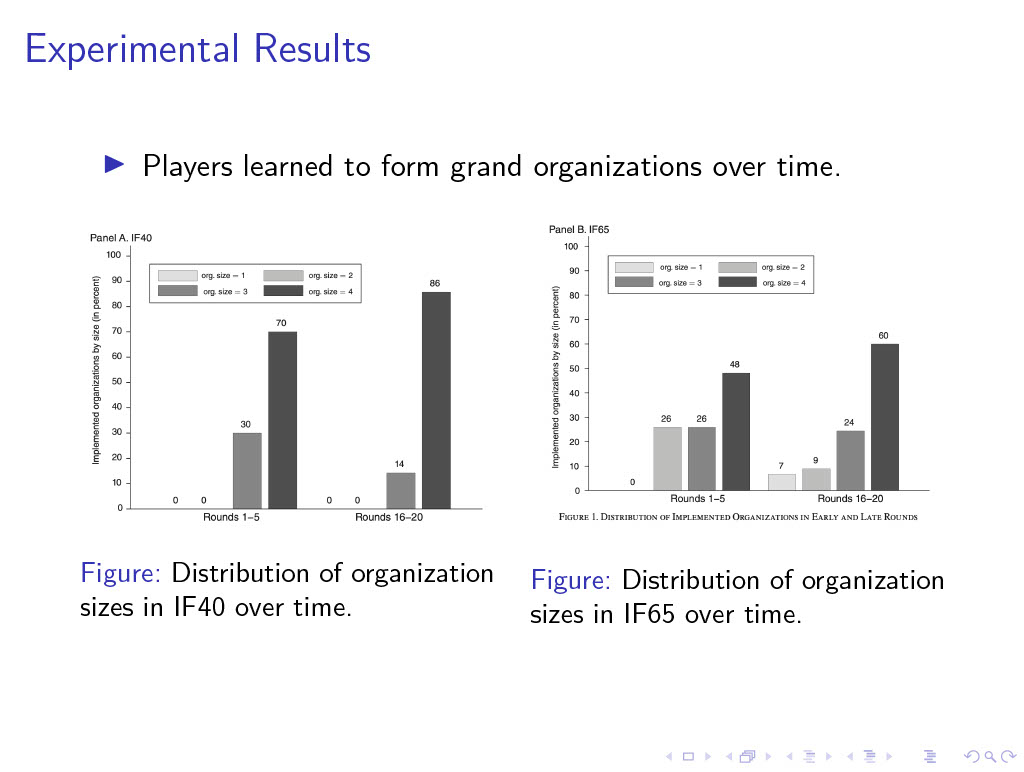 Experimental Results
Players learned to form grand organizations over time.
Panel A. IF40
Implemented organizations by size (in percent)
100
90
80
70
60
50
40
30
20
10
0
org. size = 1
org. size = 2
org. size = 3
org. size = 4
0
0
30
70
0
0
14
86
Rounds 1–5
Rounds 16–20
Figure: Distribution of organization
sizes in IF40 over time.
Panel B. IF65
Implemented organizations by size (in percent)
100
90
80
70
60
50
40
30
20
10
0
org. size = 1
org. size = 2
org. size = 3
org. size = 4
0
26
26
48
7
9
24
60
Rounds 1–5
Rounds 16–20
Figure 1. Distribution of Implemented Organizations in Early and Late Rounds
Figure: Distribution of organization
sizes in IF65 over time.